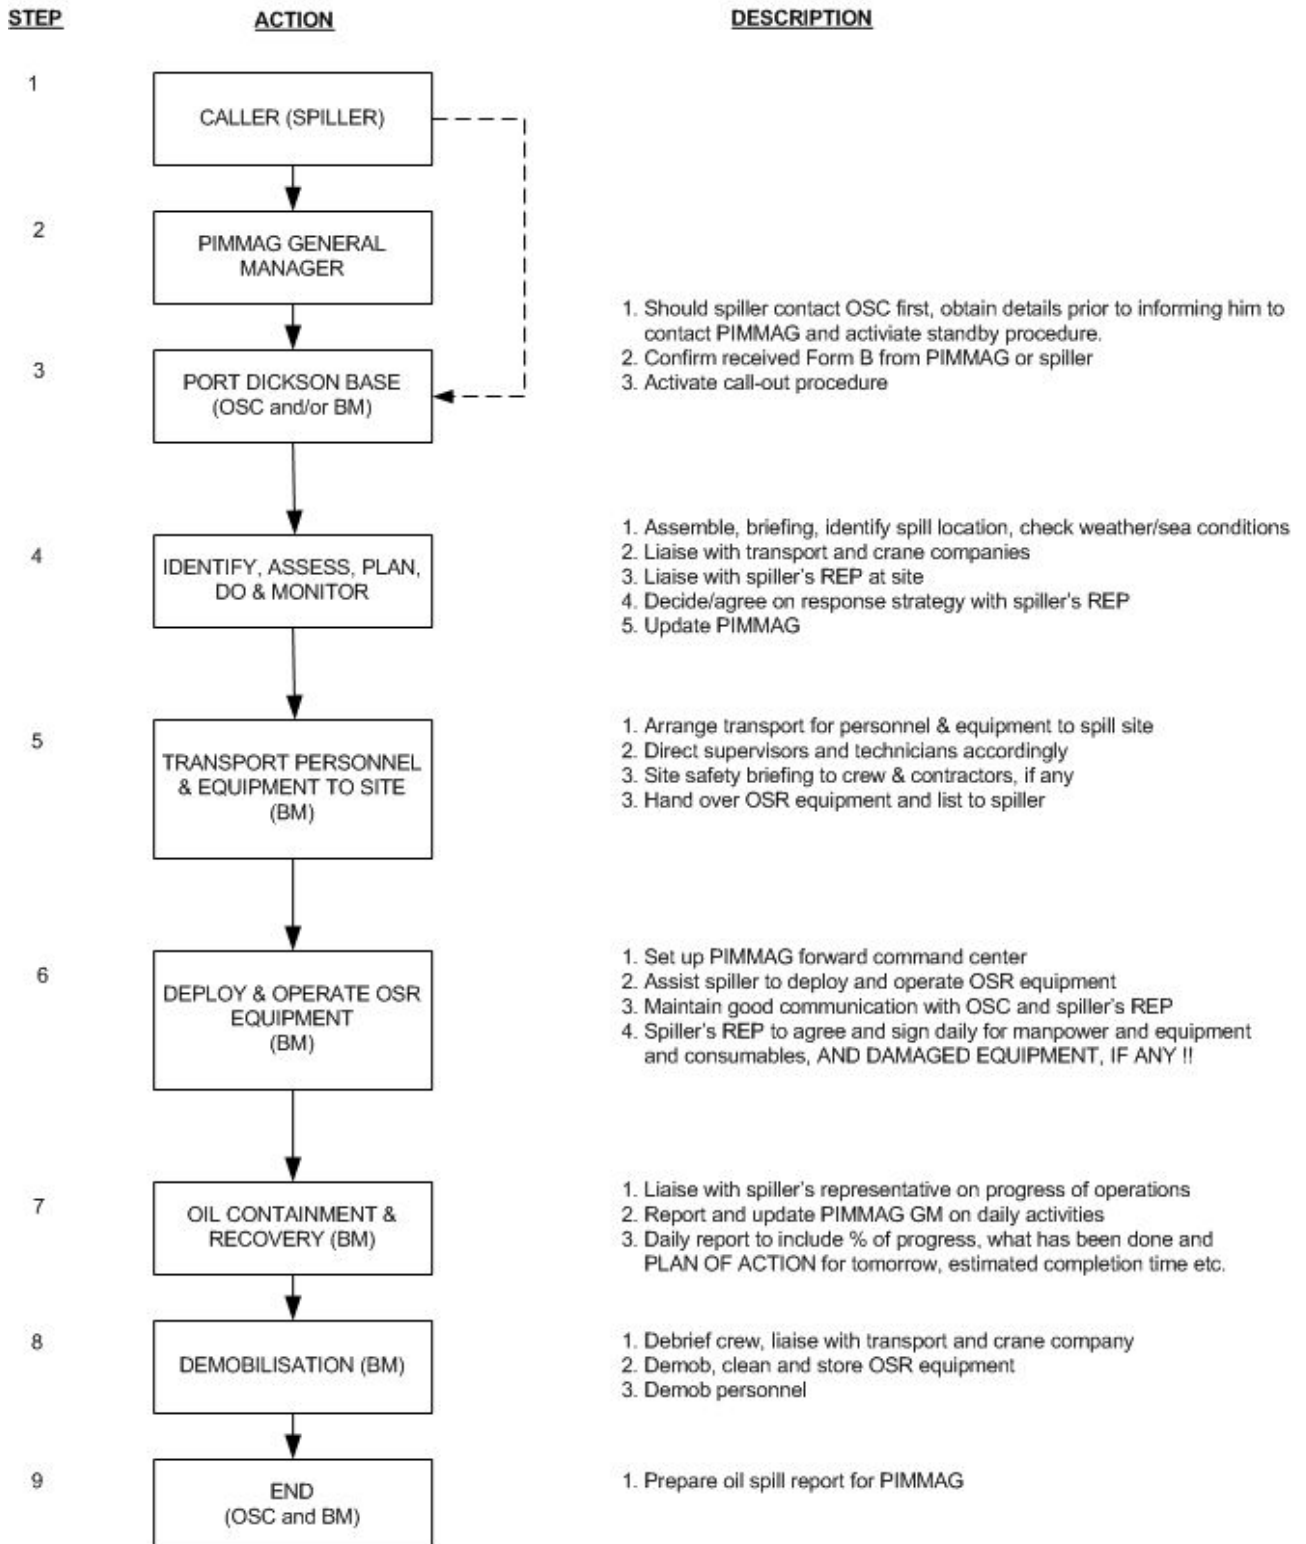 STEP ACTION DESCRIPTION
1
CALLER (SPILLER)
2
PIMMAG GENERAL
MANAGER
3
PORT DICKSON BASE
(OSC and/or BM)
1. Should spiller contact OSC first, obtain details prior to informing him to
contact PIMMAG and activiate standby procedure.
2. Confirm received Form B from PIMMAG or spiller
3. Activate call-out procedure
4
IDENTIFY, ASSESS, PLAN,
DO & MONITOR
1. Assemble, briefing, identify spill location, check weather/sea conditions
2. Liaise with transport and crane companies
3. Liaise with spiller's REP at site
4. Decide/agree on response strategy with spiller's REP
5. Update PIMMAG
5
TRANSPORT PERSONNEL
& EQUIPMENT TO SITE
(BM)
1. Arrange transport for personnel & equipment to spill site
2. Direct supervisors and technicians accordingly
3. Site safety briefing to crew & contractors, if any
3. Hand over OSR equipment and list to spiller
6
DEPLOY & OPERATE OSR
EQUIPMENT
(BM)
1. Set up PIMMAG forward command center
2. Assist spiller to deploy and operate OSR equipment
3. Maintain good communication with OSC and spiller's REP
4. Spiller's REP to agree and sign daily for manpower and equipment
and consumables, AND DAMAGED EQUIPMENT, IF ANY !!
7
OIL CONTAINMENT &
RECOVERY (BM)
1. Liaise with spiller's representative on progress of operations
2. Report and update PIMMAG GM on daily activities
3. Daily report to include % of progress, what has been done and
PLAN OF ACTION for tomorrow, estimated completion time etc.
8
DEMOBILISATION (BM)
1. Debrief crew, liaise with transport and crane company
2. Demob, clean and store OSR equipment
3. Demob personnel
9
END
(OSC and BM)
1. Prepare oil spill report for PIMMAG